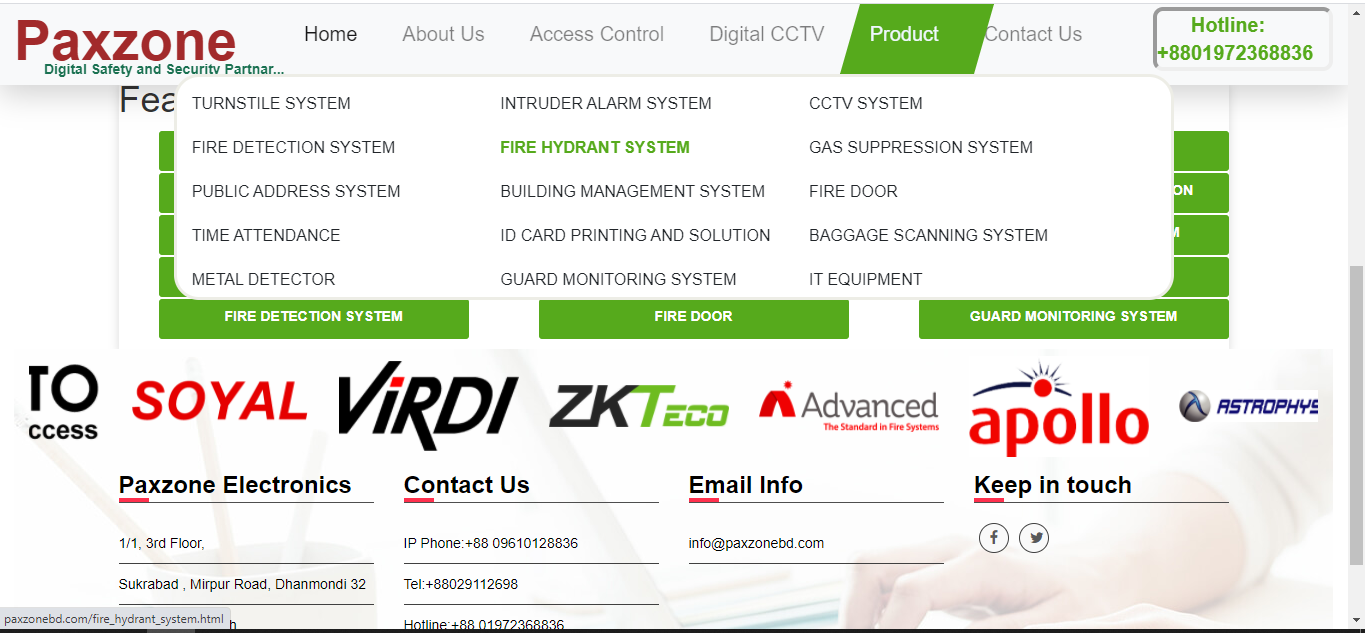 Paxzone
Digital Safety and Security Partnar...
Home About Us Access Control Digital CCTV Product Contact Us
Hotline:
+8801972368836
Fea
TURNSTILE SYSTEM INTRUDER ALARM SYSTEM CCTV SYSTEM
FIRE DETECTION SYSTEM FIRE HYDRANT SYSTEM GAS SUPPRESSION SYSTEM
PUBLIC ADDRESS SYSTEM BUILDING MANAGEMENT SYSTEM FIRE DOOR
ON
TIME ATTENDANCE ID CARD PRINTING AND SOLUTION BAGGAGE SCANNING SYSTEM
M
METAL DETECTOR GUARD MONITORING SYSTEM IT EQUIPMENT
FIRE DETECTION SYSTEM FIRE DOOR GUARD MONITORING SYSTEM
TO
ccess
SOYAL
ViRDI
ZKTeco
Advanced
The Standard in Fire Systems
apollo
ASTROPHYS
Paxzone Electronics Contact Us Email Info Keep in touch
1/1, 3rd Floor, IP Phone:+88 09610128836 info@paxzonebd.com
Sukrabad , Mirpur Road, Dhanmondi 32 Tel:+88029112698
h Hotline:+88 01972368836
paxzonebd.com/fire_hydrant_system.html